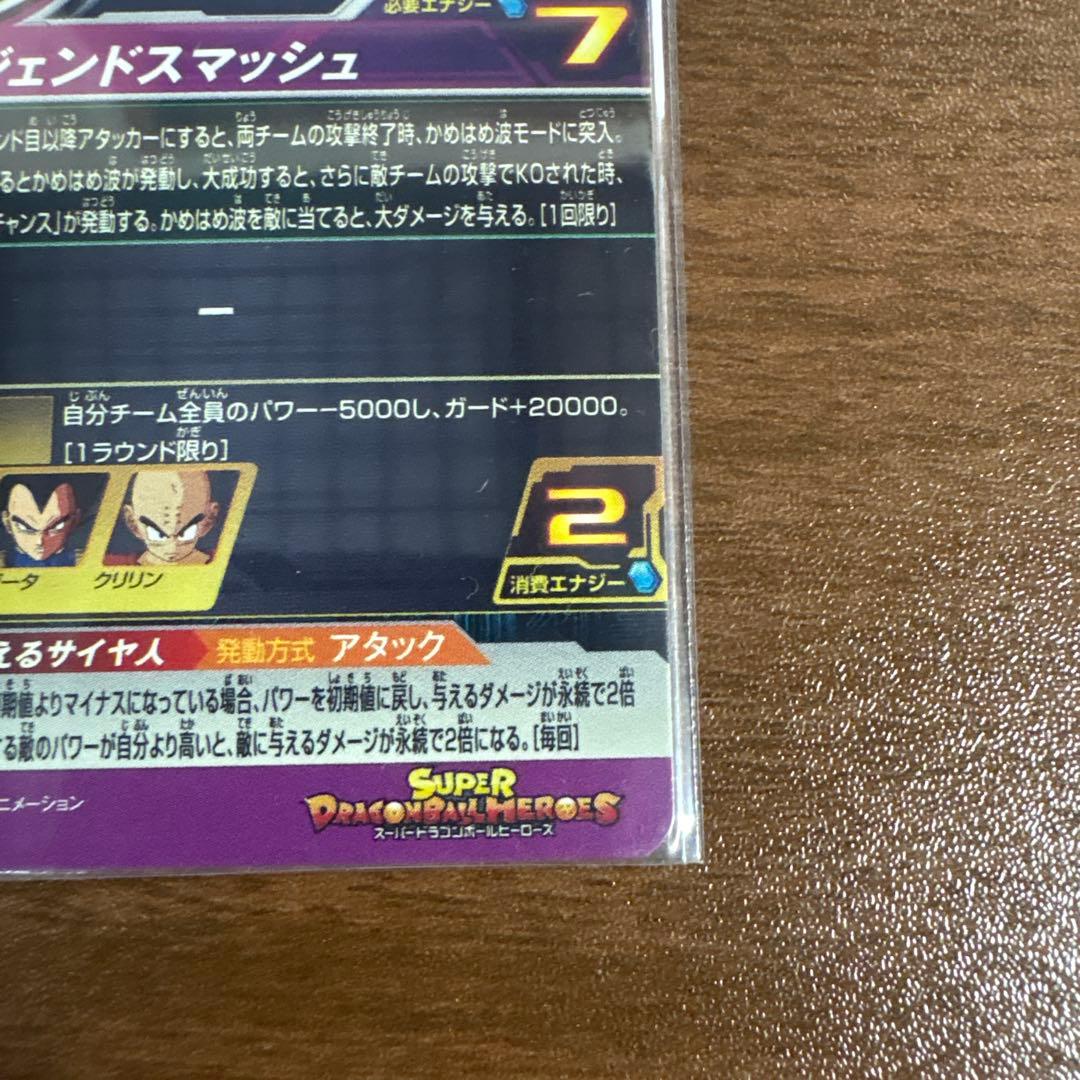 必要エナジー
7
ジェンドスマッシュ
ンド目以降アタッカーにすると、両チームの攻撃終了時、かめはめ波モードに突入。
るとかめはめ波が発動し、大成功すると、さらに敵チームの攻撃でKOされた時、
チャンス」が発動する。かめはめ波を敵に当てると、大ダメージを与える。[1回限り]
ー
自分チーム全員のパワー−5000し、ガード+20000。
[1ラウンド限り]
2
ータ クリリン
消費エナジー
えるサイヤ人 発動方式 アタック
期値よりマイナスになっている場合、パワーを初期値に戻し、与えるダメージが永続で2倍
する敵のパワーが自分より高いと、敵に与えるダメージが永続で2倍になる。[毎回]
ニメーション
SUPER
DRAGONBALL HEROES
スーパードラゴンボールヒーローズ